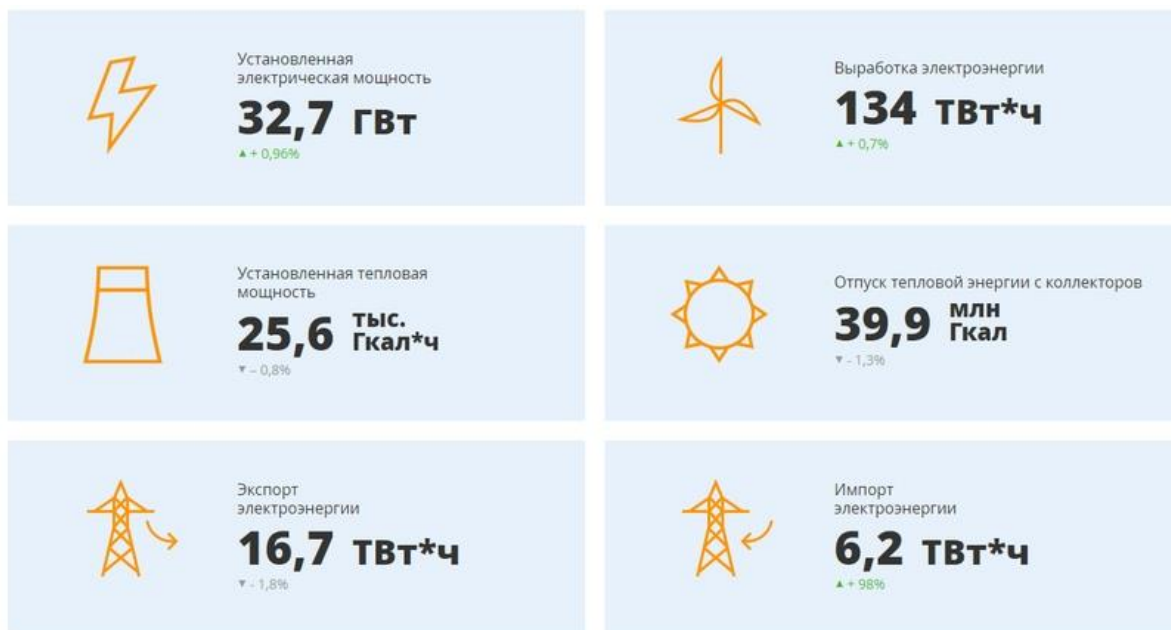 Установленная
электрическая мощность
32,7 ГВт
▲ + 0,96%
Выработка электроэнергии
134 ТВт*ч
▲ + 0,7%
Установленная тепловая
мощность
25,6 тыс. Гкал*ч
▼ – 0,8%
Отпуск тепловой энергии с коллекторов
39,9 млн Гкал
▼ - 1,3%
Экспорт
электроэнергии
16,7 ТВт*ч
▼ - 1,8%
Импорт
электроэнергии
6,2 ТВт*ч
▲ + 98%